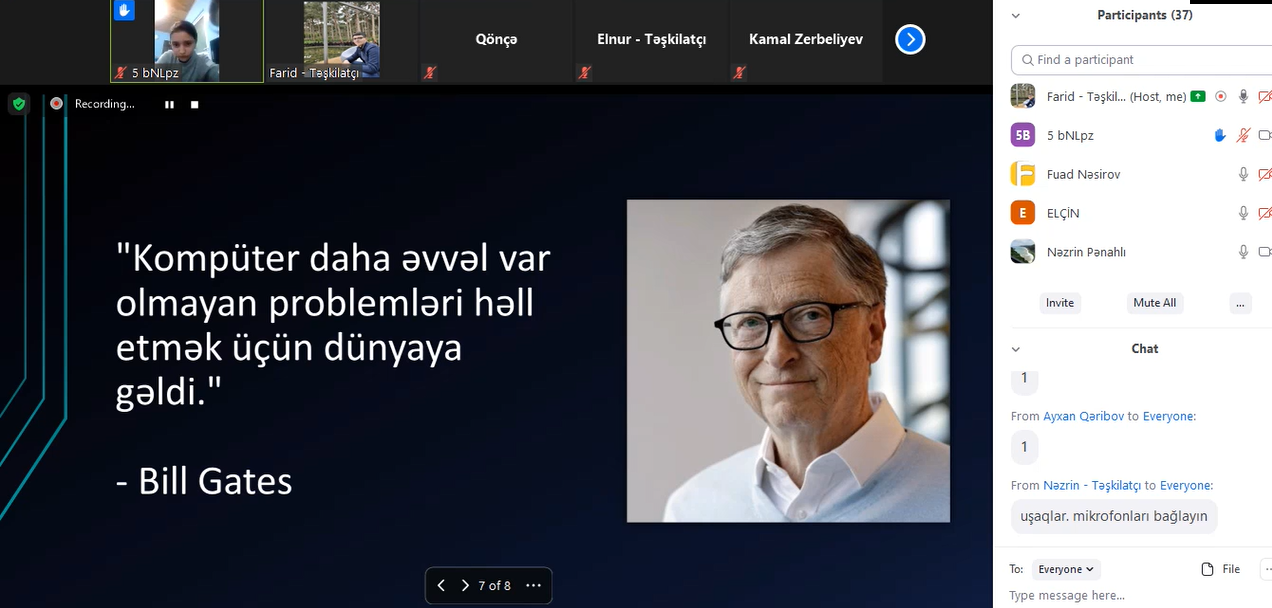 5 bNLpz
Farid - Təşkilatçı
Qönçə
Elnur - Təşkilatçı
Kamal Zerbeliyev
Recording...
"Kompüter daha əvvəl var
olmayan problemləri həll
etmək üçün dünyaya
gəldi."
- Bill Gates
7 of 8
Participants (37)
Find a participant
Farid - Təşkil... (Host, me)
5B
5 bNLpz
F
Fuad Nəsirov
E
ELÇİN
Nəzrin Pənahlı
Invite
Mute All
...
Chat
1
From Ayxan Qəribov to Everyone:
1
From Nəzrin - Təşkilatçı to Everyone:
uşaqlar. mikrofonları bağlayın
To:
Everyone
File
Type message here...